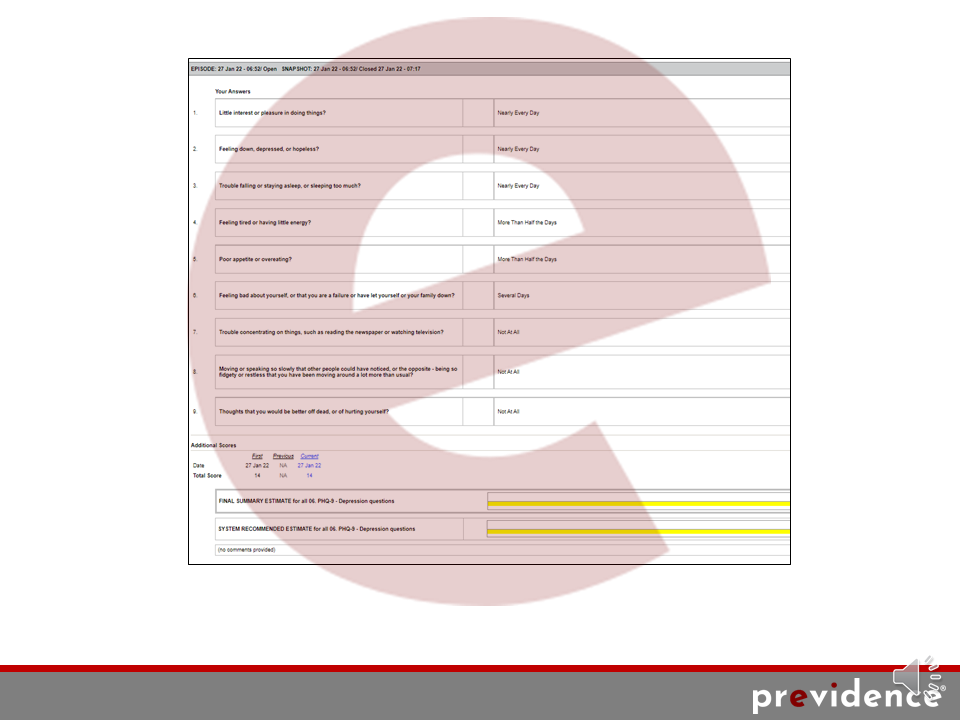 EPISODE: 27 Jan 22 - 06:52/ Open SNAPSHOT: 27 Jan 22 - 06:52/ Closed 27 Jan 22 - 07:17
Your Answers
1. Little interest or pleasure in doing things? Nearly Every Day
2. Feeling down, depressed, or hopeless? Nearly Every Day
3. Trouble falling or staying asleep, or sleeping too much? Nearly Every Day
4. Feeling tired or having little energy? More Than Half the Days
5. Poor appetite or overeating? More Than Half the Days
6. Feeling bad about yourself, or that you are a failure or have let yourself or your family down? Several Days
7. Trouble concentrating on things, such as reading the newspaper or watching television? Not At All
Moving or speaking so slowly that other people could have noticed, or the opposite - being so
8. fidgety or restless that you have been moving around a lot more than usual? Not At All
9. Thoughts that you would be better off dead, or of hurting yourself? Not At All
Additional Scores
First Previous Current
Date 27 Jan 22 NA 27 Jan 22
Total Score 14 NA 14
FINAL SUMMARY ESTIMATE for all 06. PHQ-9 - Depression questions
SYSTEM RECOMMENDED ESTIMATE for all 06. PHQ-9 - Depression questions
(no comments provided)
previdence®